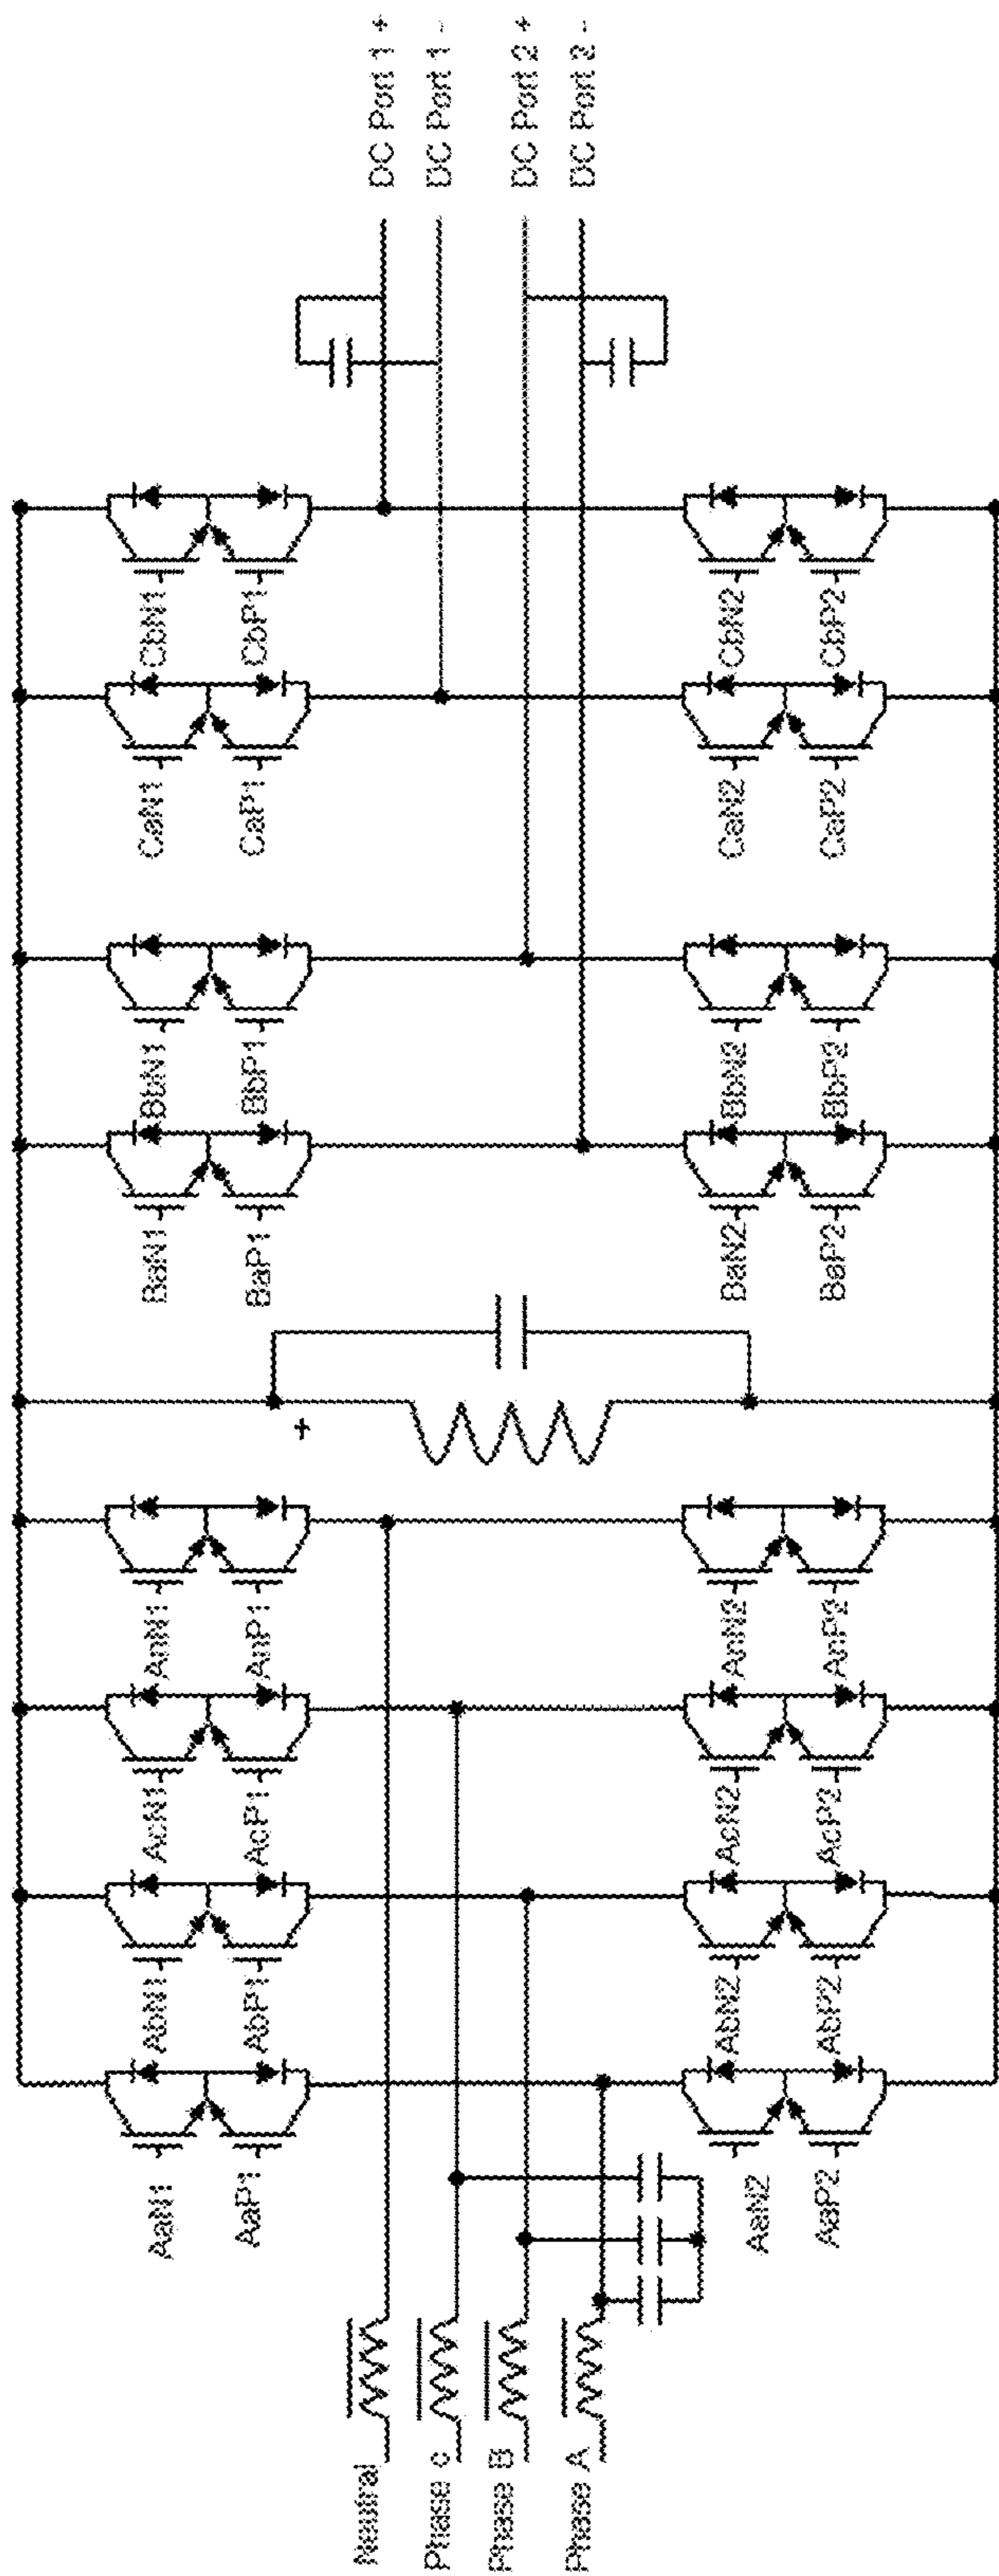 Neutral
Phase c
Phase B
Phase A
AaN1
AaP1
AbN1
AbP1
AcN1
AcP1
AnN1
AnP1
+
BaN1
BaP1
BbN1
BbP1
CaN1
CaP1
CbN1
CbP1
AaN2
AaP2
AbN2
AbP2
AcN2
AcP2
AnN2
AnP2
BaN2
BaP2
BbN2
BbP2
CaN2
CaP2
CbN2
CbP2
DC Port 1 +
DC Port 1 -
DC Port 2 +
DC Port 2 -